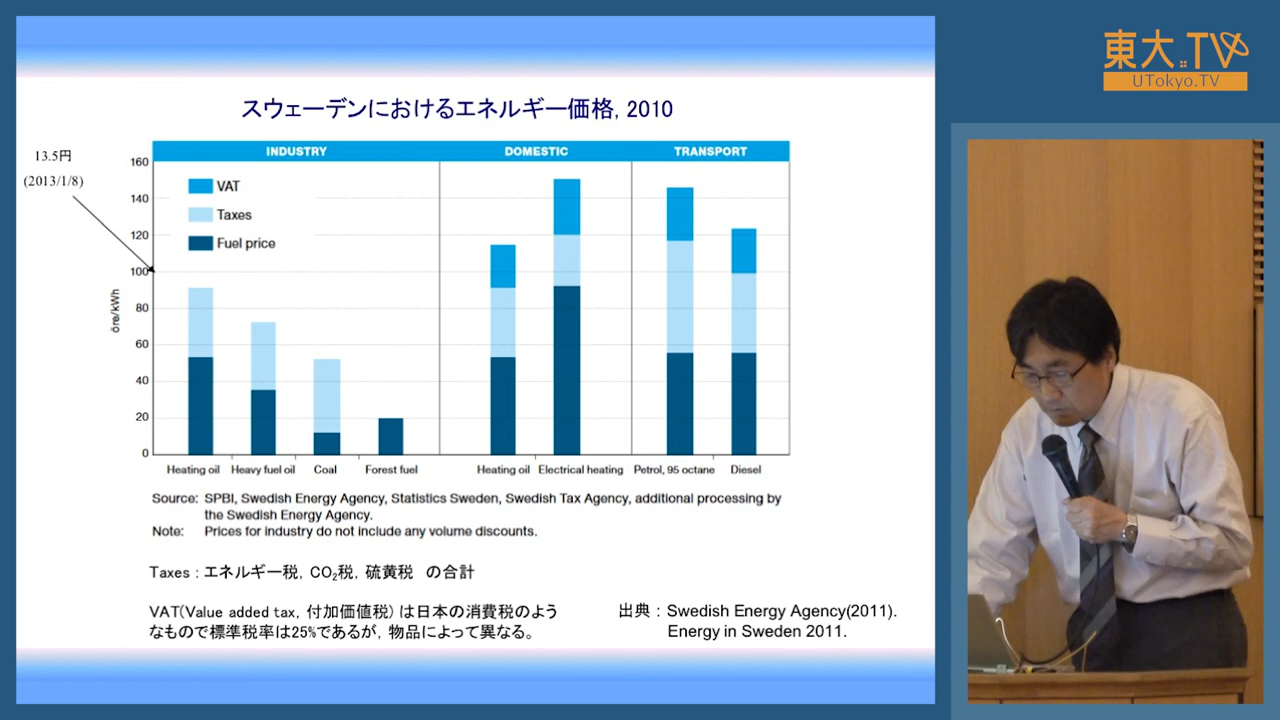 東大.TV
UTokyo.TV
スウェーデンにおけるエネルギー価格, 2010
13.5円
(2013/1/8)
INDUSTRY DOMESTIC TRANSPORT
VAT
Taxes
Fuel price
160
140
120
100
80
60
40
20
0
öre/kWh
Heating oil Heavy fuel oil Coal Forest fuel Heating oil Electrical heating Petrol, 95 octane Diesel
Source: SPBI, Swedish Energy Agency, Statistics Sweden, Swedish Tax Agency, additional processing by
the Swedish Energy Agency.
Note: Prices for industry do not include any volume discounts.
Taxes : エネルギー税, CO₂税, 硫黄税 の合計
VAT(Value added tax, 付加価値税) は日本の消費税のよう
なもので標準税率は25%であるが, 物品によって異なる。
出典 : Swedish Energy Agency(2011).
Energy in Sweden 2011.